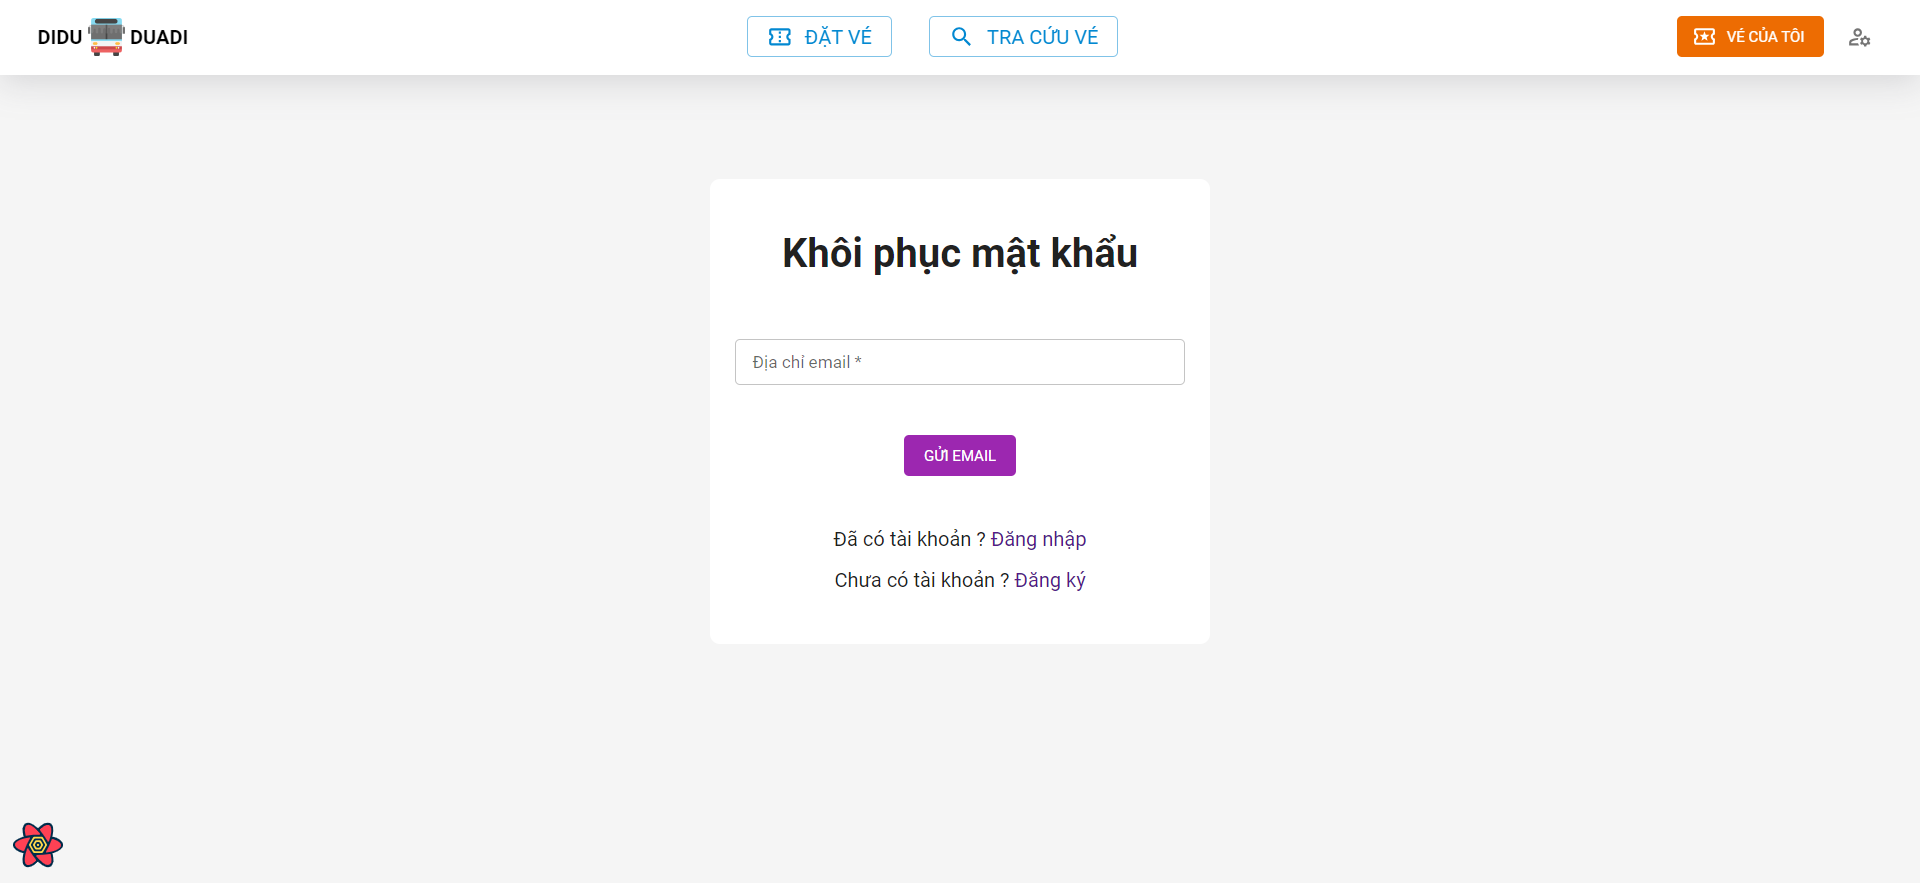 DIDU DUADI
ĐẶT VÉ
TRA CỨU VÉ
VÉ CỦA TÔI
Khôi phục mật khẩu
Địa chỉ email *
GỬI EMAIL
Đã có tài khoản ? Đăng nhập
Chưa có tài khoản ? Đăng ký